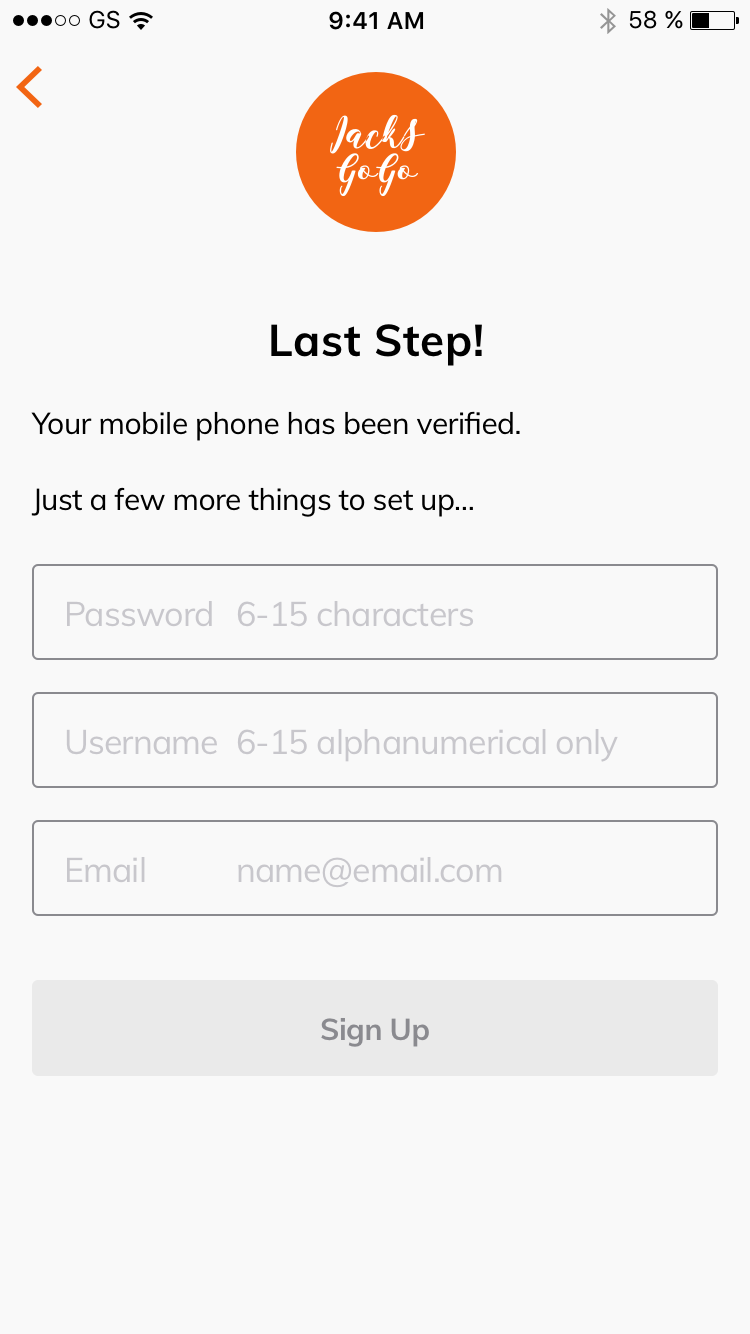 GS 9:41 AM 58 %
Jacks
GoGo
Last Step!
Your mobile phone has been verified.
Just a few more things to set up...
Password 6-15 characters
Username 6-15 alphanumerical only
Email name@email.com
Sign Up